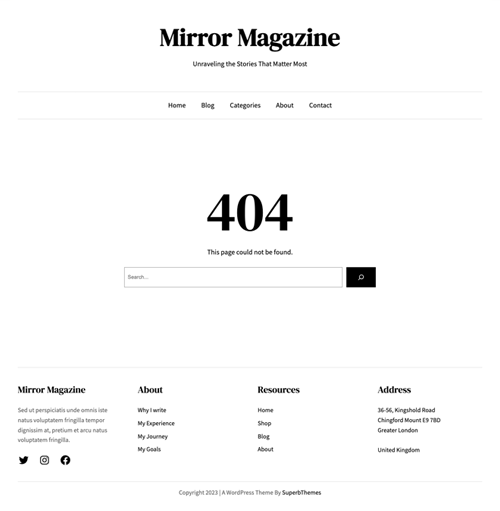 Mirror Magazine
Unraveling the Stories That Matter Most
Home Blog Categories About Contact
404
This page could not be found.
Search...
Mirror Magazine
Sed ut perspiciatis unde omnis iste
natus voluptatem fringilla tempor
dignissim at, pretium et arcu natus
voluptatem fringilla.
About
Why I write
My Experience
My Journey
My Goals
Resources
Home
Shop
Blog
About
Address
36-56, Kingshold Road
Chingford Mount E9 7BD
Greater London
United Kingdom
Copyright 2023 | A WordPress Theme By SuperbThemes